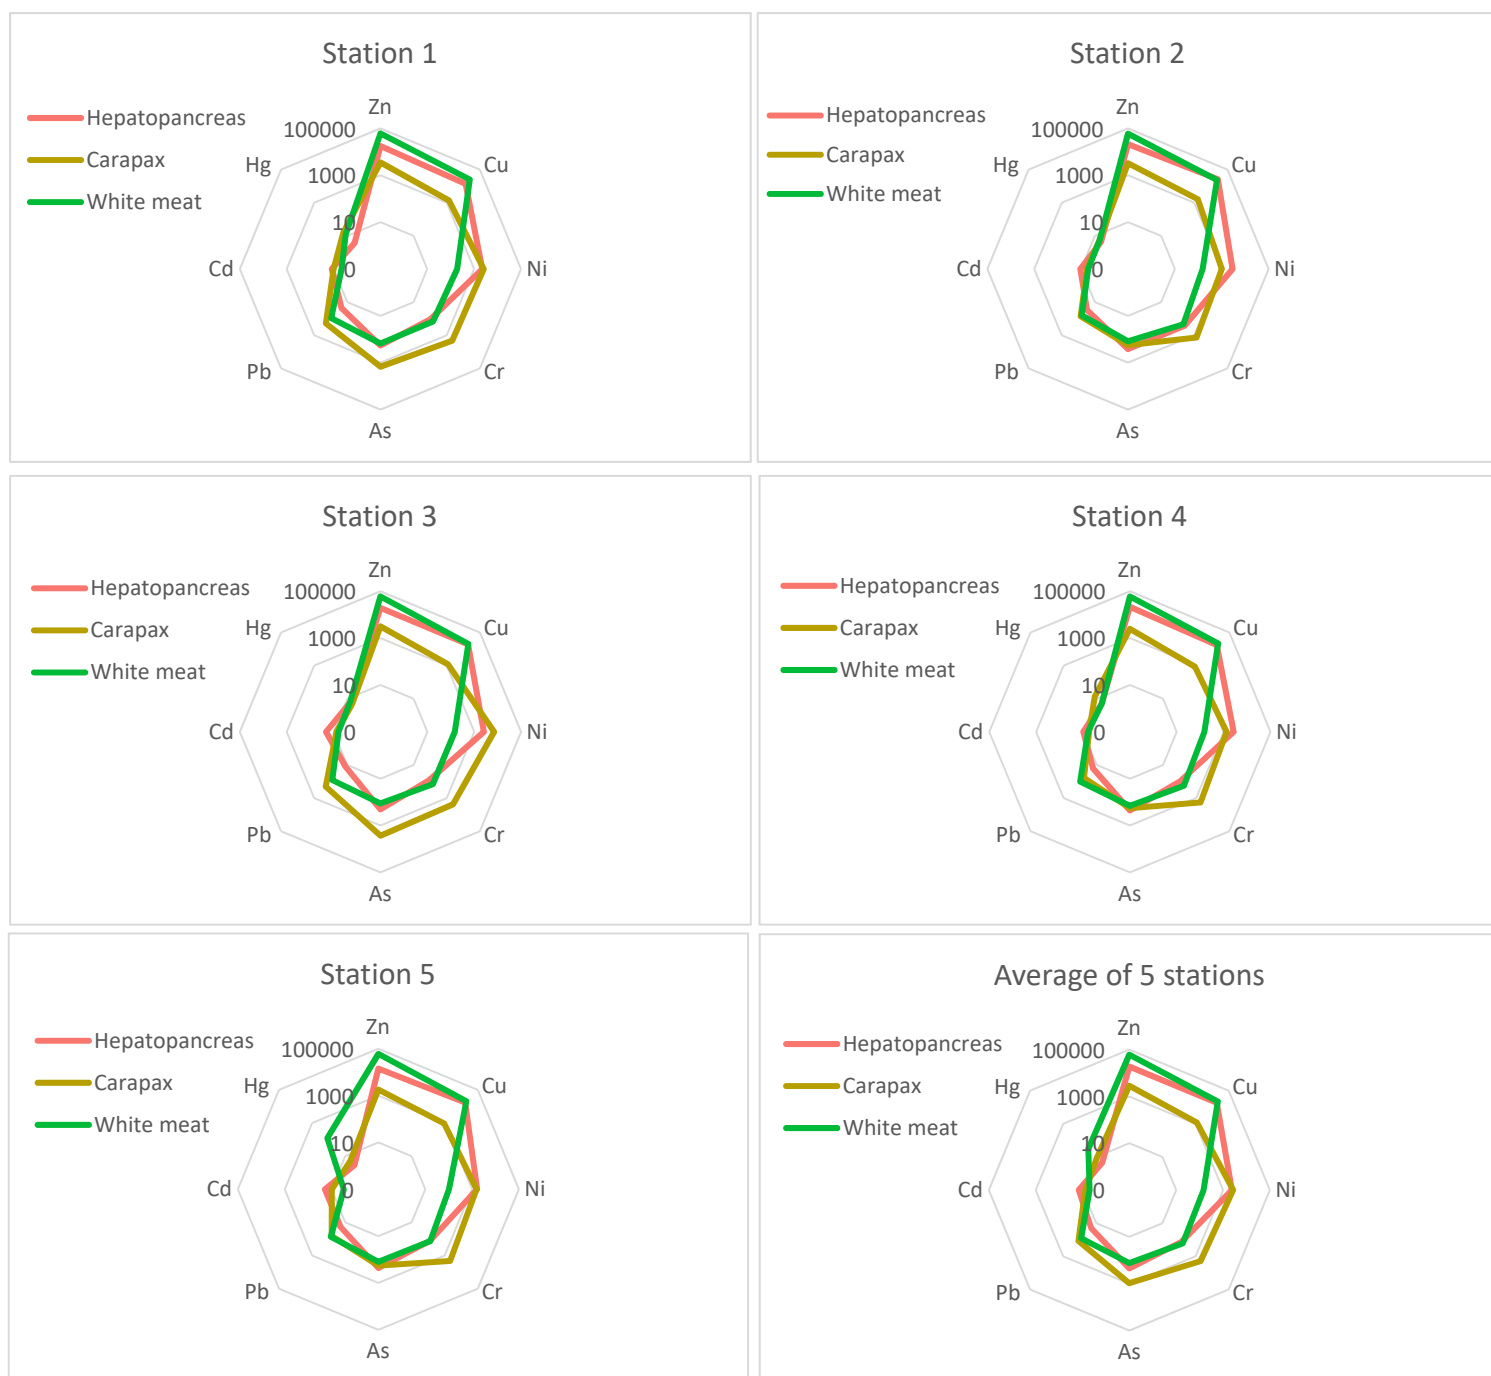 Station 1
Hepatopancreas
Carapax
White meat
Zn
Cu
Ni
Cr
As
Pb
Cd
Hg
100000
1000
10
0
Station 2
Hepatopancreas
Carapax
White meat
Zn
Cu
Ni
Cr
As
Pb
Cd
Hg
100000
1000
10
0
Station 3
Hepatopancreas
Carapax
White meat
Zn
Cu
Ni
Cr
As
Pb
Cd
Hg
100000
1000
10
0
Station 4
Hepatopancreas
Carapax
White meat
Zn
Cu
Ni
Cr
As
Pb
Cd
Hg
100000
1000
10
0
Station 5
Hepatopancreas
Carapax
White meat
Zn
Cu
Ni
Cr
As
Pb
Cd
Hg
100000
1000
10
0
Average of 5 stations
Hepatopancreas
Carapax
White meat
Zn
Cu
Ni
Cr
As
Pb
Cd
Hg
100000
1000
10
0